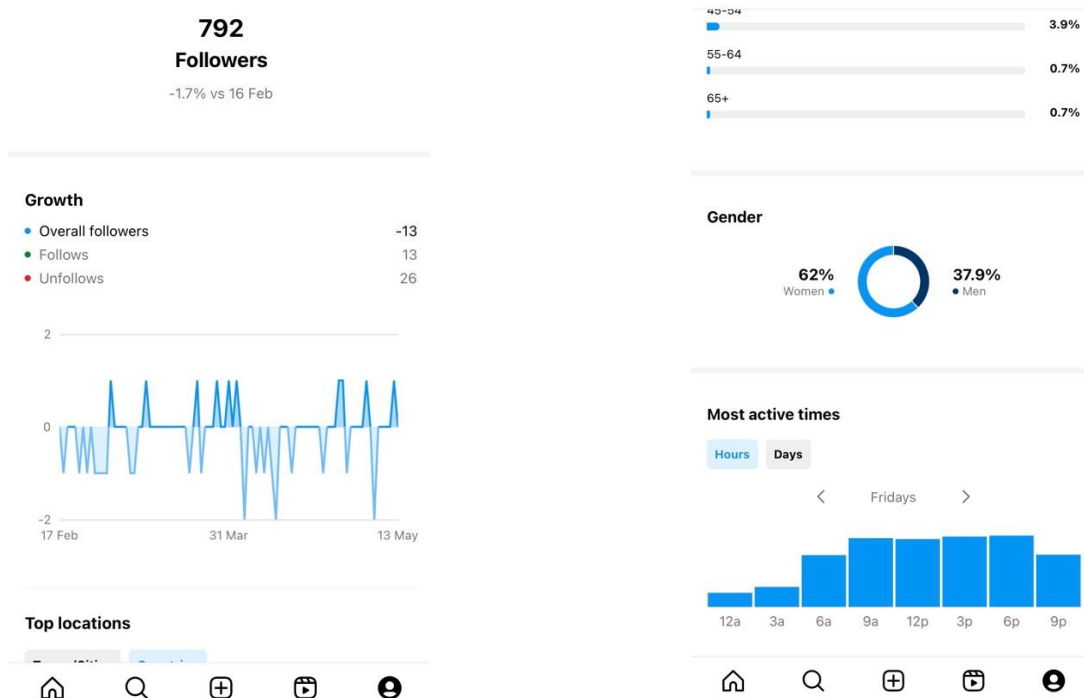 792
Followers
-1.7% vs 16 Feb
Growth
Overall followers -13
Follows 13
Unfollows 26
2
0
-2
17 Feb 31 Mar 13 May
Top locations
45-54
3.9%
55-64
0.7%
65+
0.7%
Gender
62% 37.9%
Women Men
Most active times
Hours Days
Fridays
12a 3a 6a 9a 12p 3p 6p 9p